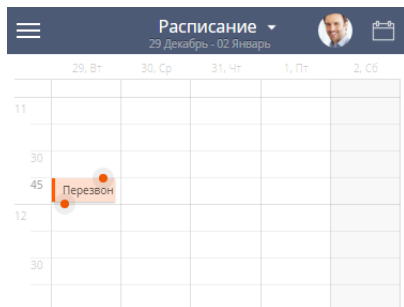 Расписание
29 Декабрь - 02 Январь
29, Вт 30, Ср 31, Чт 1, Пт 2, Сб
11
30
45 Перезвон
12
30